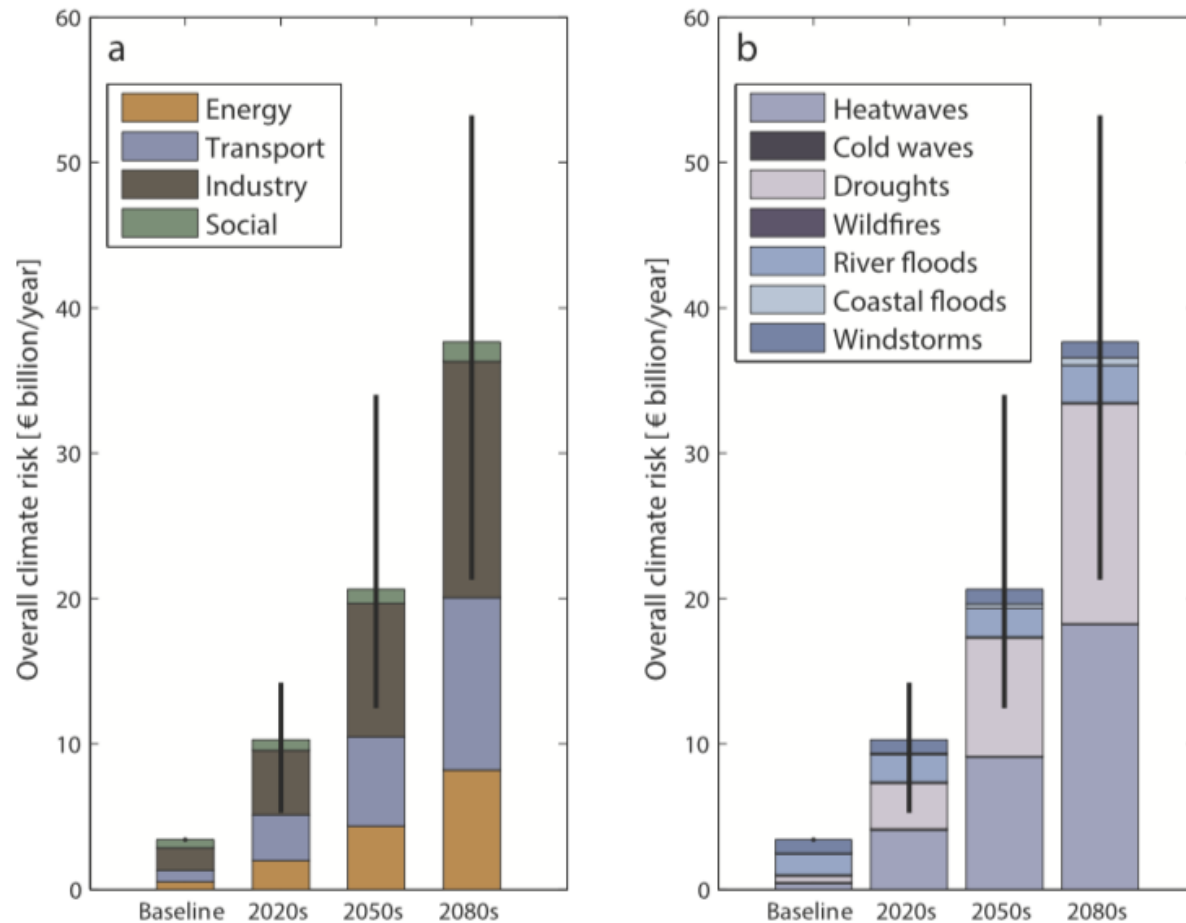 a
Energy
Transport
Industry
Social
Overall climate risk [€ billion/year]
60
50
40
30
20
10
0
Baseline 2020s 2050s 2080s
b
Heatwaves
Cold waves
Droughts
Wildfires
River floods
Coastal floods
Windstorms
Overall climate risk [€ billion/year]
60
50
40
30
20
10
0
Baseline 2020s 2050s 2080s